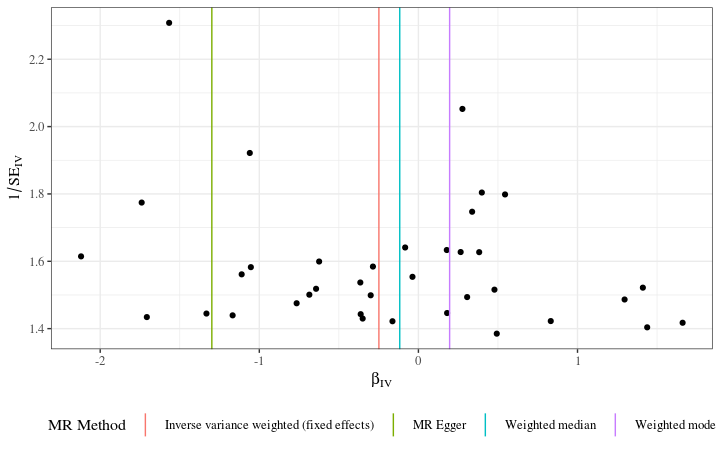 2.2
2.0
1.8
1.6
1.4
1/SE_IV
-2 -1 0 1
β_IV
MR Method Inverse variance weighted (fixed effects) MR Egger Weighted median Weighted mode